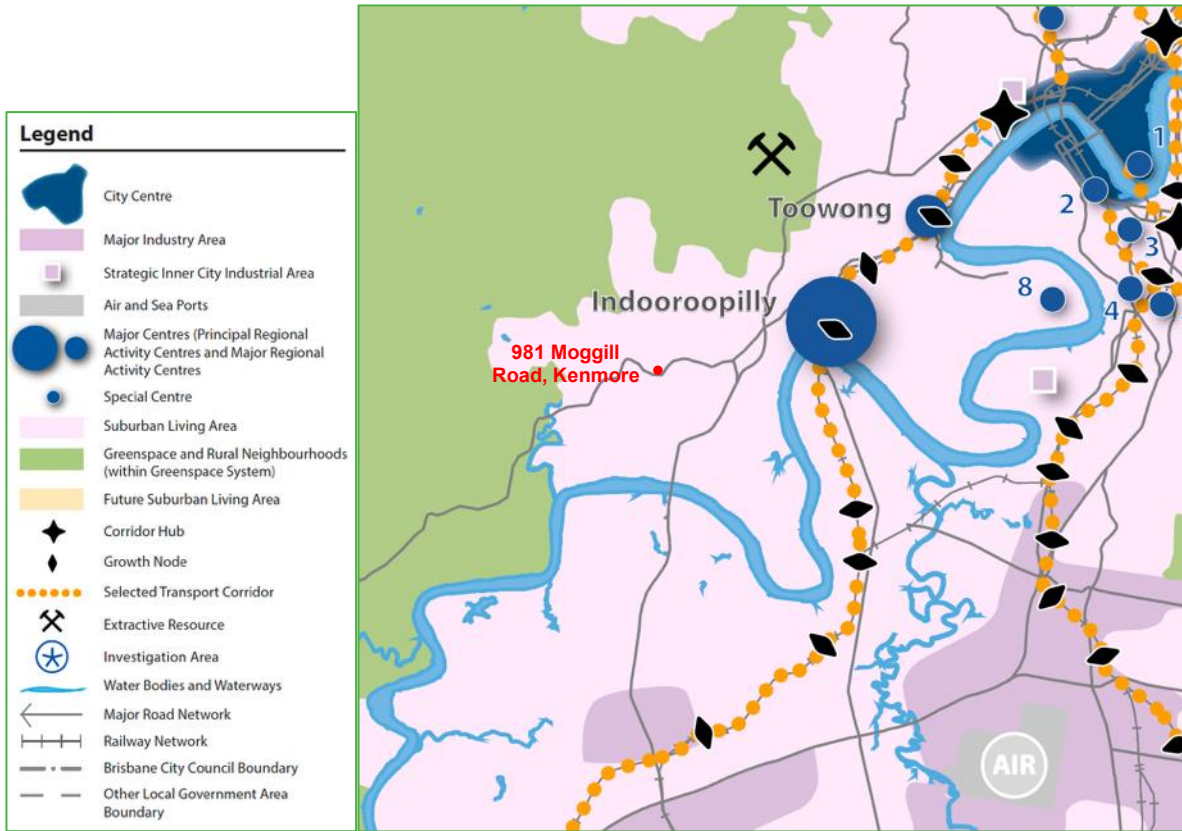 Legend
City Centre
Major Industry Area
Strategic Inner City Industrial Area
Air and Sea Ports
Major Centres (Principal Regional
Activity Centres and Major Regional
Activity Centres
Special Centre
Suburban Living Area
Greenspace and Rural Neighbourhoods
(within Greenspace System)
Future Suburban Living Area
Corridor Hub
Growth Node
Selected Transport Corridor
Extractive Resource
Investigation Area
Water Bodies and Waterways
Major Road Network
Railway Network
Brisbane City Council Boundary
Other Local Government Area
Boundary
1
2
Toowong
3
8
4
Indooroopilly
981 Moggill
Road, Kenmore
AIR